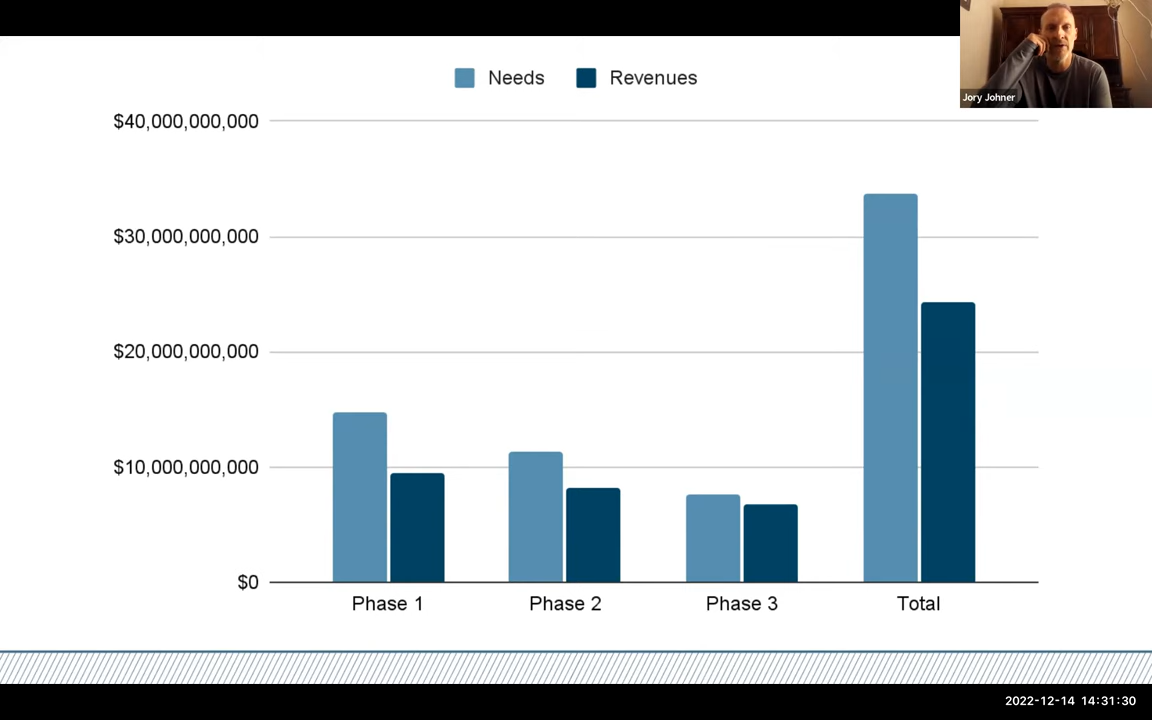 Needs Revenues
Jory Johner
$40,000,000,000
$30,000,000,000
$20,000,000,000
$10,000,000,000
$0
Phase 1 Phase 2 Phase 3 Total
2022-12-14 14:31:30